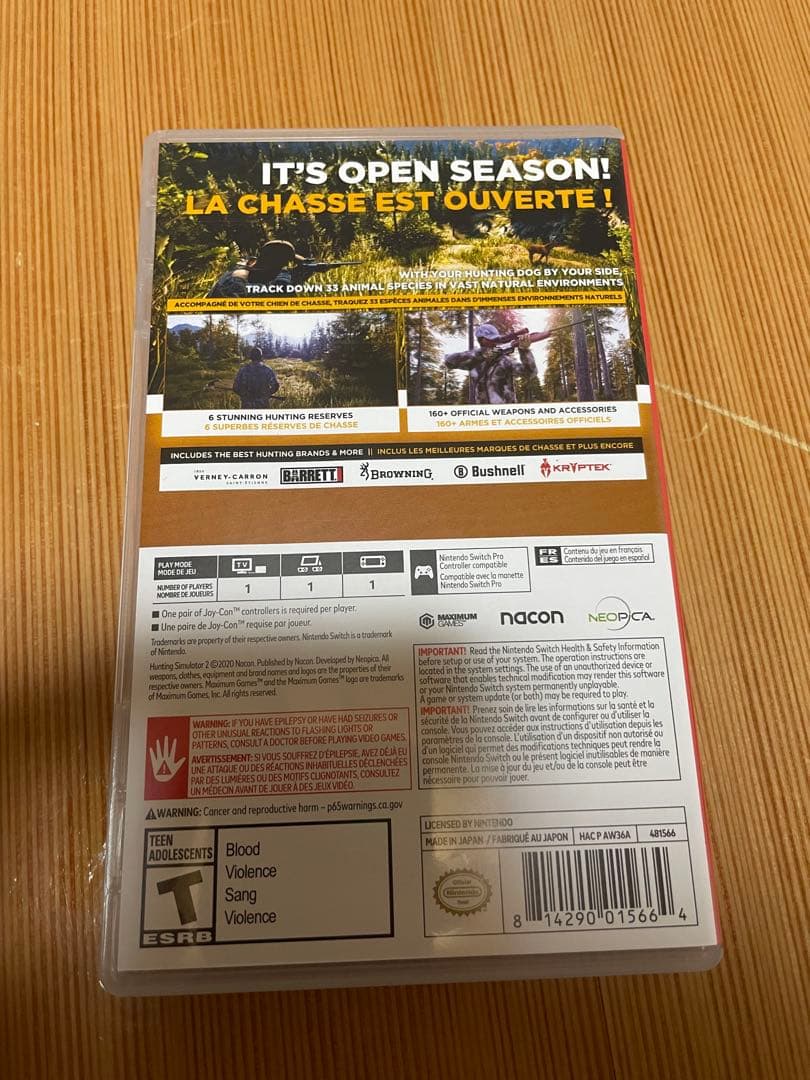 IT'S OPEN SEASON!
LA CHASSE EST OUVERTE !
WITH YOUR HUNTING DOG BY YOUR SIDE,
TRACK DOWN 33 ANIMAL SPECIES IN VAST NATURAL ENVIRONMENTS
ACCOMPAGNÉ DE VOTRE CHIEN DE CHASSE, TRAQUEZ 33 ESPÈCES ANIMALES DANS D'IMMENSES ENVIRONNEMENTS NATURELS
6 STUNNING HUNTING RESERVES
6 SUPERBES RÉSERVES DE CHASSE
160+ OFFICIAL WEAPONS AND ACCESSORIES
160+ ARMES ET ACCESSOIRES OFFICIELS
INCLUDES THE BEST HUNTING BRANDS & MORE || INCLUS LES MEILLEURES MARQUES DE CHASSE ET PLUS ENCORE
VERNEY-CARRON
SAINT-ÉTIENNE
BARRETT
BROWNING
B Bushnell
KRYPTEK
PLAY MODE
MODE DE JEU
TV
NUMBER OF PLAYERS
NOMBRE DE JOUEURS
1 1 1
Nintendo Switch Pro
Controller compatible
Compatible avec la manette
Nintendo Switch Pro
FR
ES
Contenu du jeu en français
Contenido del juego en español
One pair of Joy-Con™ controllers is required per player.
Une paire de Joy-Con™ requise par joueur.
Trademarks are property of their respective owners. Nintendo Switch is a trademark
of Nintendo.
Hunting Simulator 2 ©2020 Nacon. Published by Nacon. Developed by Neopica. All
weapons, clothes, equipment and brand names and logos are the properties of their
respective owners. Maximum Games™ and the Maximum Games™ logo are trademarks
of Maximum Games, Inc. All rights reserved.
MAXIMUM
GAMES™
nacon
NEOPICA
IMPORTANT! Read the Nintendo Switch Health & Safety Information
before setup or use of your system. The operation instructions are
located in the system settings. The use of an unauthorized device or
software that enables technical modification may render this software
or your Nintendo Switch system permanently unplayable.
A game or system update (or both) may be required to play.
IMPORTANT! Prenez soin de lire les informations sur la santé et la
sécurité de la Nintendo Switch avant de configurer ou d'utiliser la
console. Vous pouvez accéder aux instructions d'utilisation depuis les
paramètres de la console. L'utilisation d'un dispositif non autorisé ou
d'un logiciel qui permet des modifications techniques peut rendre la
console Nintendo Switch ou le présent logiciel inutilisables de manière
permanente. La mise à jour du jeu et/ou de la console peut être
nécessaire pour pouvoir jouer.
WARNING: IF YOU HAVE EPILEPSY OR HAVE HAD SEIZURES OR
OTHER UNUSUAL REACTIONS TO FLASHING LIGHTS OR
PATTERNS, CONSULT A DOCTOR BEFORE PLAYING VIDEO GAMES.
AVERTISSEMENT: SI VOUS SOUFFREZ D'ÉPILEPSIE, AVEZ DÉJÀ EU
UNE ATTAQUE OU DES RÉACTIONS INHABITUELLES DÉCLENCHÉES
PAR DES LUMIERES OU DES MOTIFS CLIGNOTANTS, CONSULTEZ
UN MÉDECIN AVANT DE JOUER À DES JEUX VIDÉO.
WARNING: Cancer and reproductive harm – p65warnings.ca.gov
TEEN
ADOLESCENTS
T
ESRB
Blood
Violence
Sang
Violence
LICENSED BY NINTENDO
MADE IN JAPAN / FABRIQUÉ AU JAPON HAC P AW36A 481566
Official
Nintendo
Seal
8 14290 01566 4